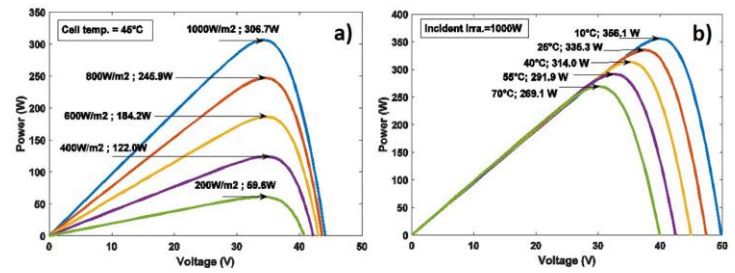 Cell temp. = 45°C
a)
1000W/m2 ; 306.7W
800W/m2 ; 245.9W
600W/m2 ; 184.2W
400W/m2 ; 122.0W
200W/m2 ; 59.6W
Power (W)
350
300
250
200
150
100
50
0
0 10 20 30 40 50
Voltage (V)
Incident Irra.=1000W
b)
10°C; 356.1 W
25°C; 335.3 W
40°C; 314.0 W
55°C; 291.9 W
70°C; 269.1 W
Power (W)
400
350
300
250
200
150
100
50
0
0 10 20 30 40 50
Voltage (V)